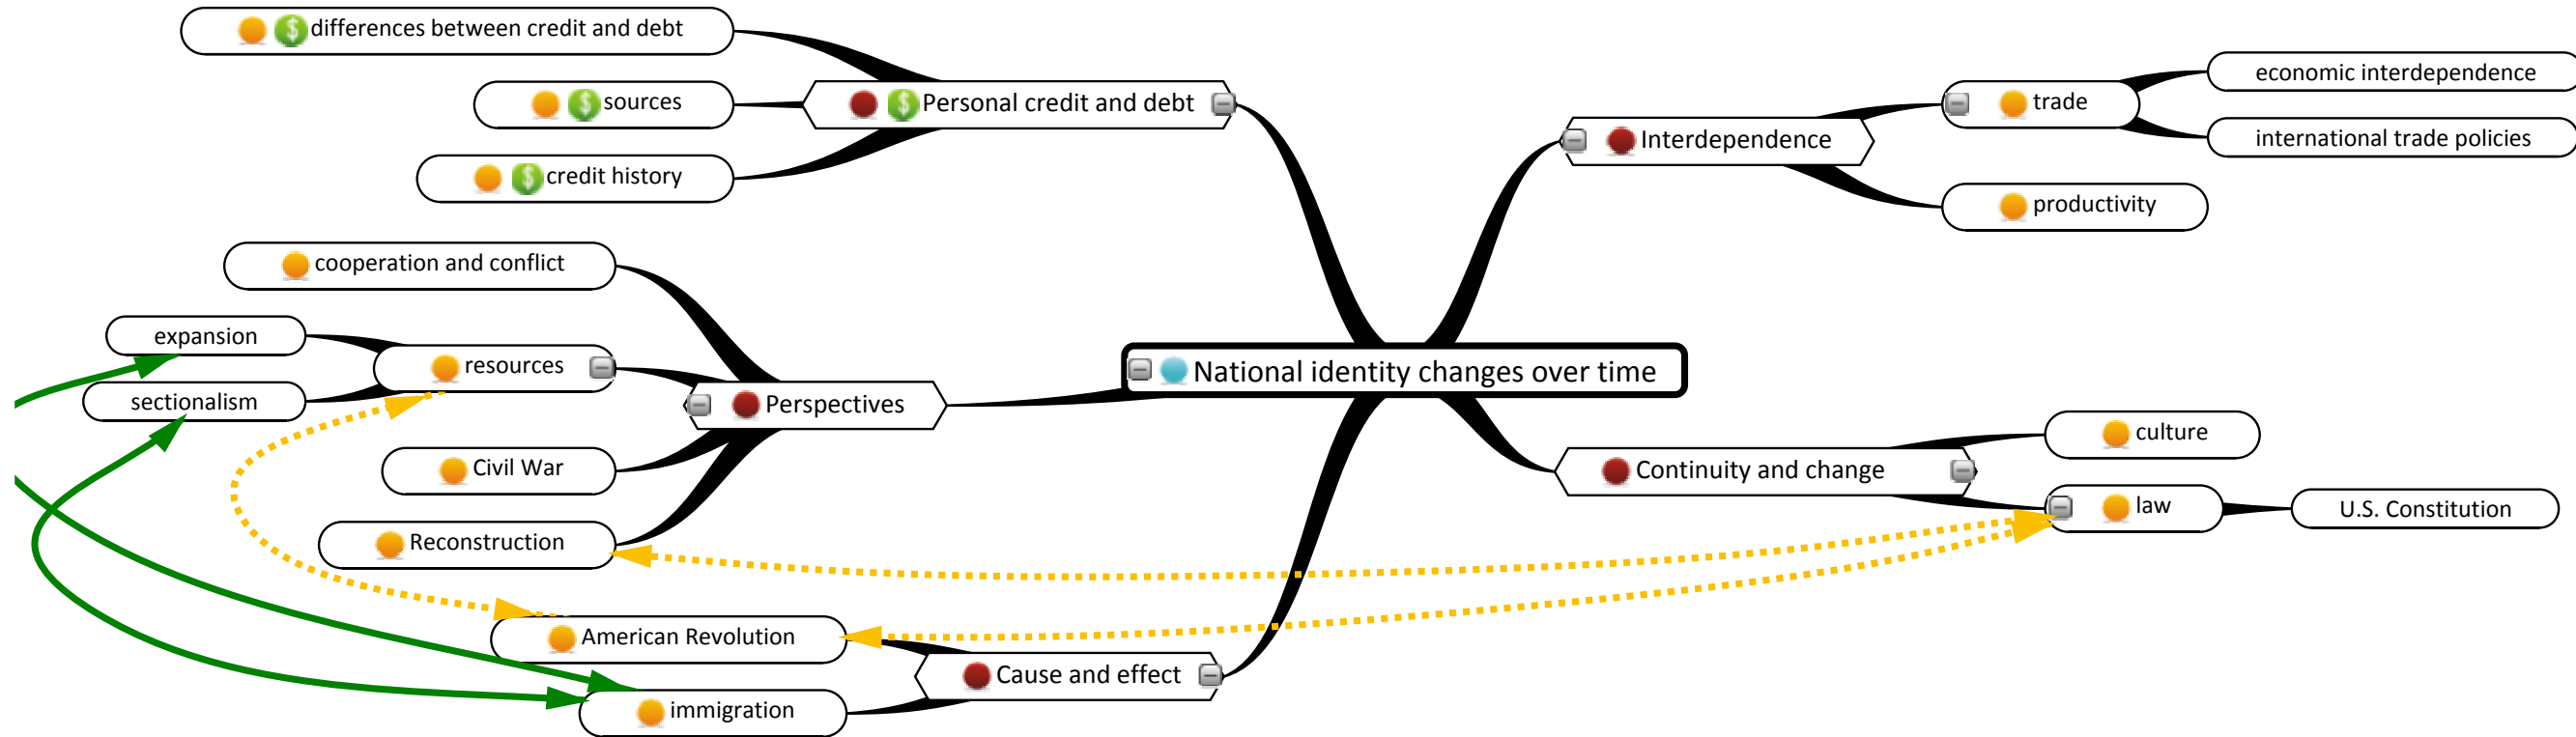 differences between credit and debt
sources
credit history
Personal credit and debt
cooperation and conflict
expansion
sectionalism
resources
Civil War
Reconstruction
Perspectives
American Revolution
immigration
Cause and effect
National identity changes over time
Interdependence
trade
economic interdependence
international trade policies
productivity
Continuity and change
culture
law
U.S. Constitution